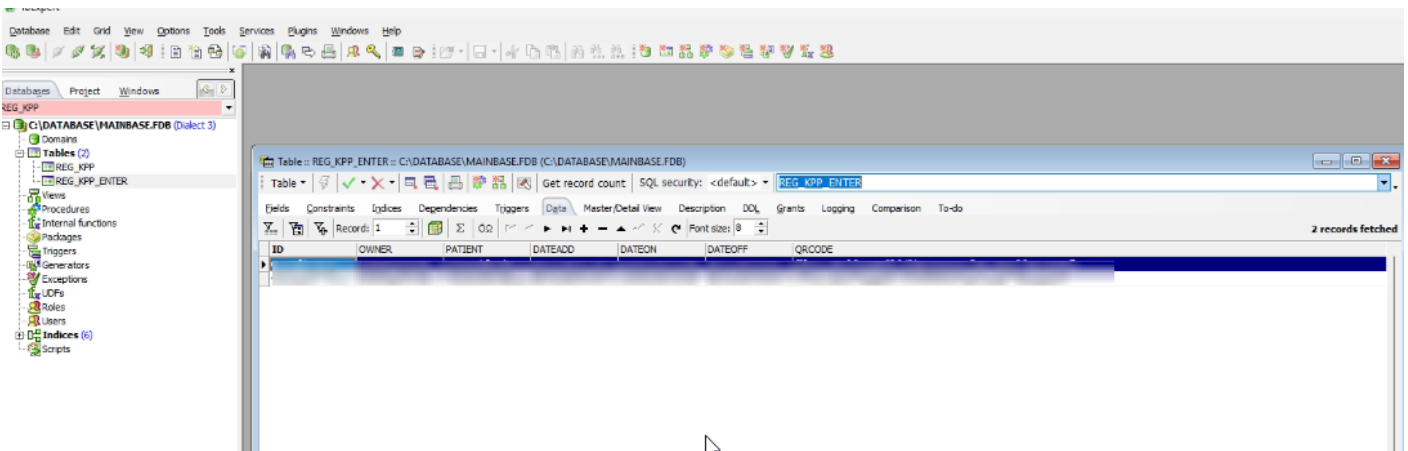 IBExpert
Database Edit Grid View Options Tools Services Plugins Windows Help
Databases Project Windows
REG_KPP
C:\DATABASE\MAINBASE.FDB (Dialect 3)
Domains
Tables (2)
REG_KPP
REG_KPP_ENTER
Views
Procedures
Internal functions
Packages
Triggers
Generators
Exceptions
UDFs
Roles
Users
Indices (6)
Scripts
Table :: REG_KPP_ENTER :: C:\DATABASE\MAINBASE.FDB (C:\DATABASE\MAINBASE.FDB)
Table Get record count SQL security: <default> REG_KPP_ENTER
Fields Constraints Indices Dependencies Triggers Data Master/Detail View Description DDL Grants Logging Comparison To-do
Record: 1 Font size: 8 2 records fetched
ID OWNER PATIENT DATEADD DATEON DATEOFF QRCODE